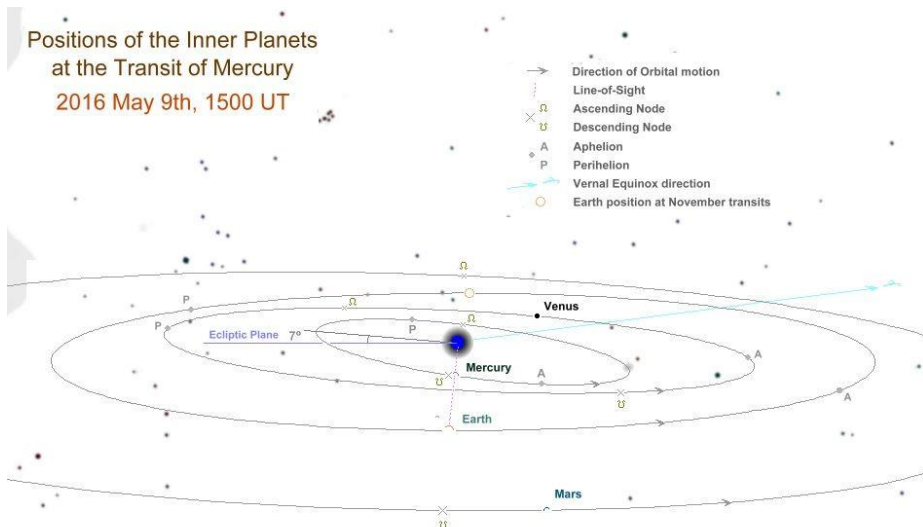 Positions of the Inner Planets
at the Transit of Mercury
2016 May 9th, 1500 UT
Direction of Orbital motion
Line-of-Sight
☊ Ascending Node
☋ Descending Node
A Aphelion
P Perihelion
Vernal Equinox direction
Earth position at November transits
☊
P
☊
Venus
P
P
☊
Ecliptic Plane 7°
A
Mercury
☋
A
A
☋
Earth
Mars
☋